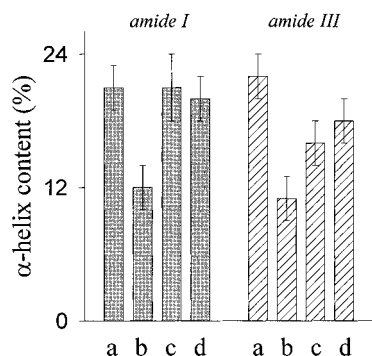 amide I amide III
24
12
0
α-helix content (%)
a b c d a b c d